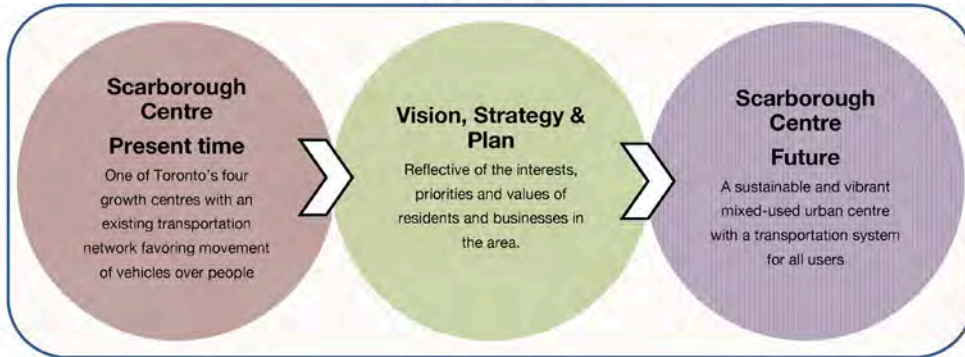 Scarborough
Centre
Present time
One of Toronto's four
growth centres with an
existing transportation
network favoring movement
of vehicles over people
Vision, Strategy &
Plan
Reflective of the interests,
priorities and values of
residents and businesses in
the area.
Scarborough
Centre
Future
A sustainable and vibrant
mixed-used urban centre
with a transportation system
for all users